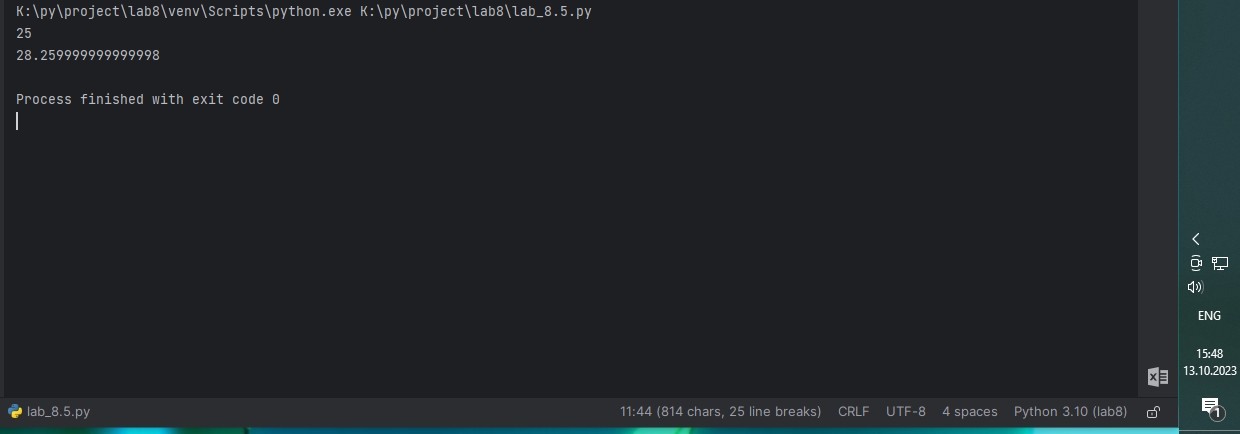 K:\py\project\lab8\venv\Scripts\python.exe K:\py\project\lab8\lab_8.5.py
25
28.259999999999998
Process finished with exit code 0
ENG
15:48
13.10.2023
lab_8.5.py 11:44 (814 chars, 25 line breaks) CRLF UTF-8 4 spaces Python 3.10 (lab8)
1